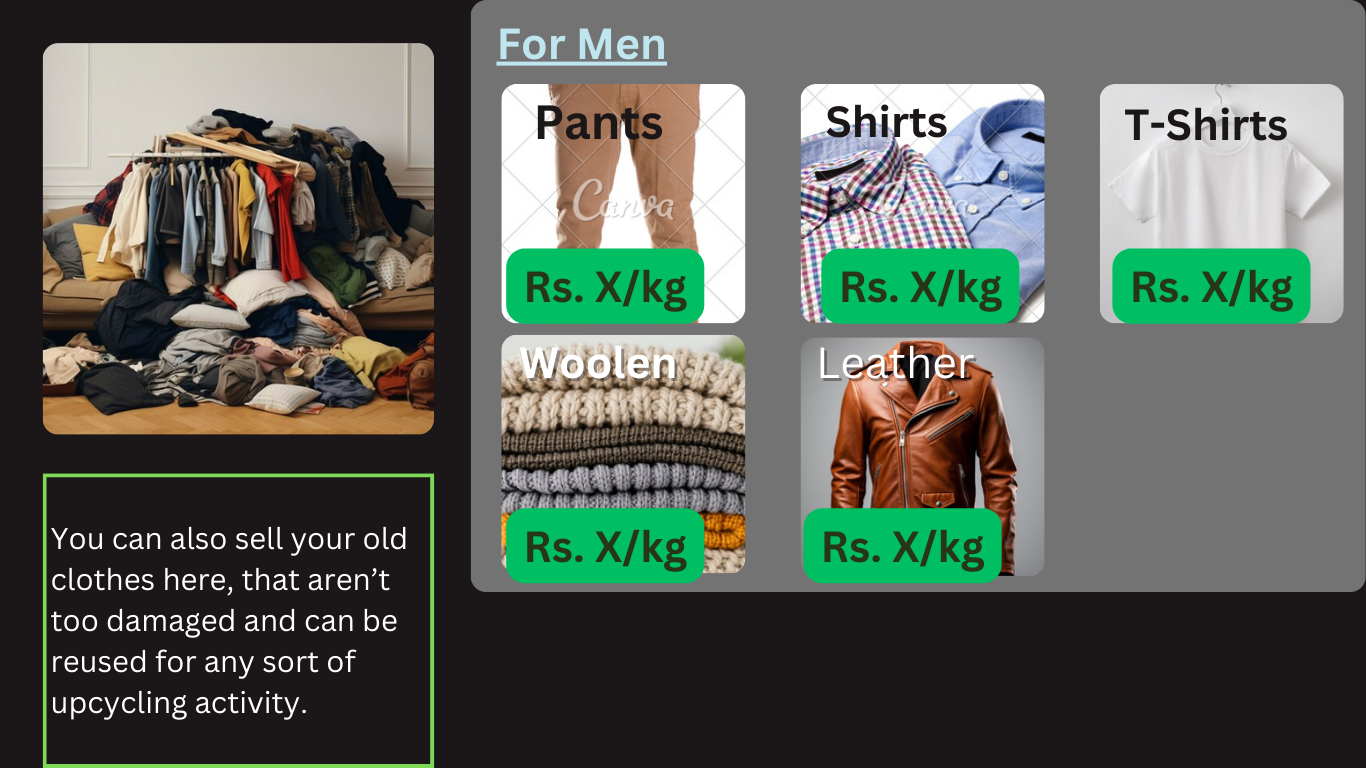 For Men
Pants
Shirts
T-Shirts
Canva
Rs. X/kg
Rs. X/kg
Rs. X/kg
Woolen
Leather
Rs. X/kg
Rs. X/kg
You can also sell your old
clothes here, that aren’t
too damaged and can be
reused for any sort of
upcycling activity.